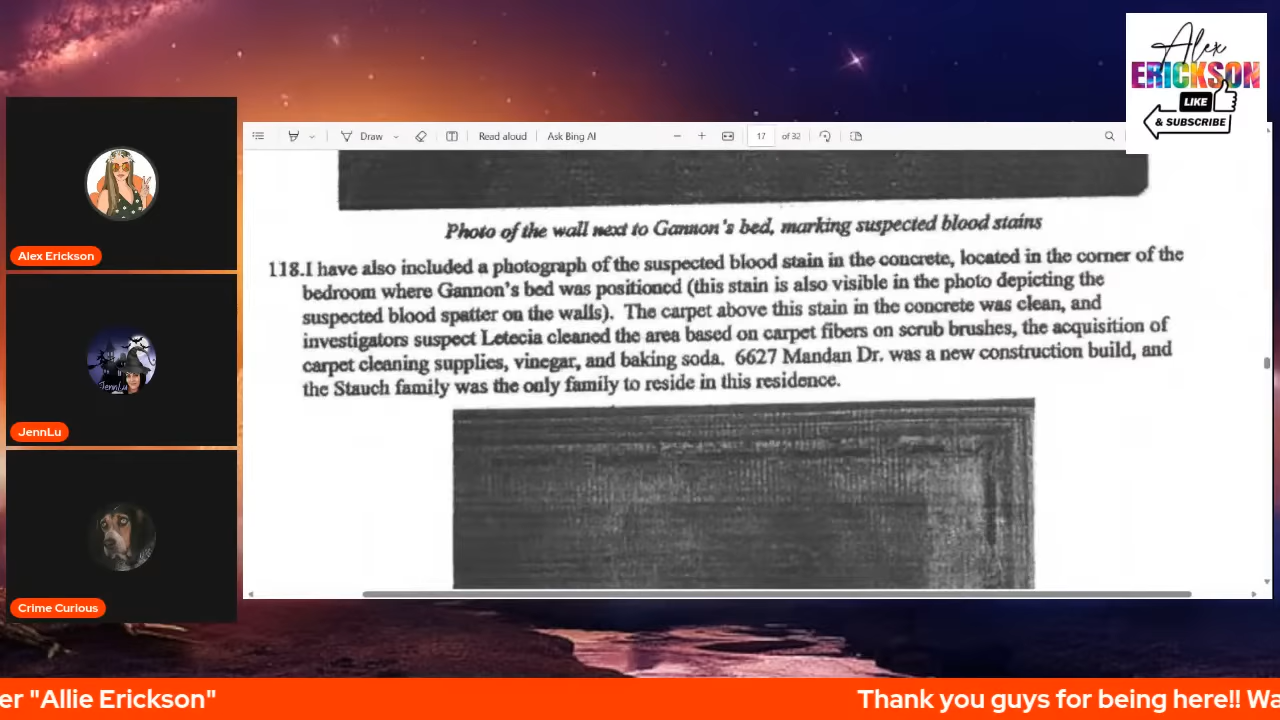 Alex
ERICKSON
LIKE
& SUBSCRIBE
Draw
Read aloud
Ask Bing AI
17
of 32
Photo of the wall next to Gannon's bed, marking suspected blood stains
118.I have also included a photograph of the suspected blood stain in the concrete, located in the corner of the
bedroom where Gannon's bed was positioned (this stain is also visible in the photo depicting the
suspected blood spatter on the walls). The carpet above this stain in the concrete was clean, and
investigators suspect Letecia cleaned the area based on carpet fibers on scrub brushes, the acquisition of
carpet cleaning supplies, vinegar, and baking soda. 6627 Mandan Dr. was a new construction build, and
the Stauch family was the only family to reside in this residence.
Alex Erickson
JennLu
JennLu
Crime Curious
er "Allie Erickson"
Thank you guys for being here!! Wa